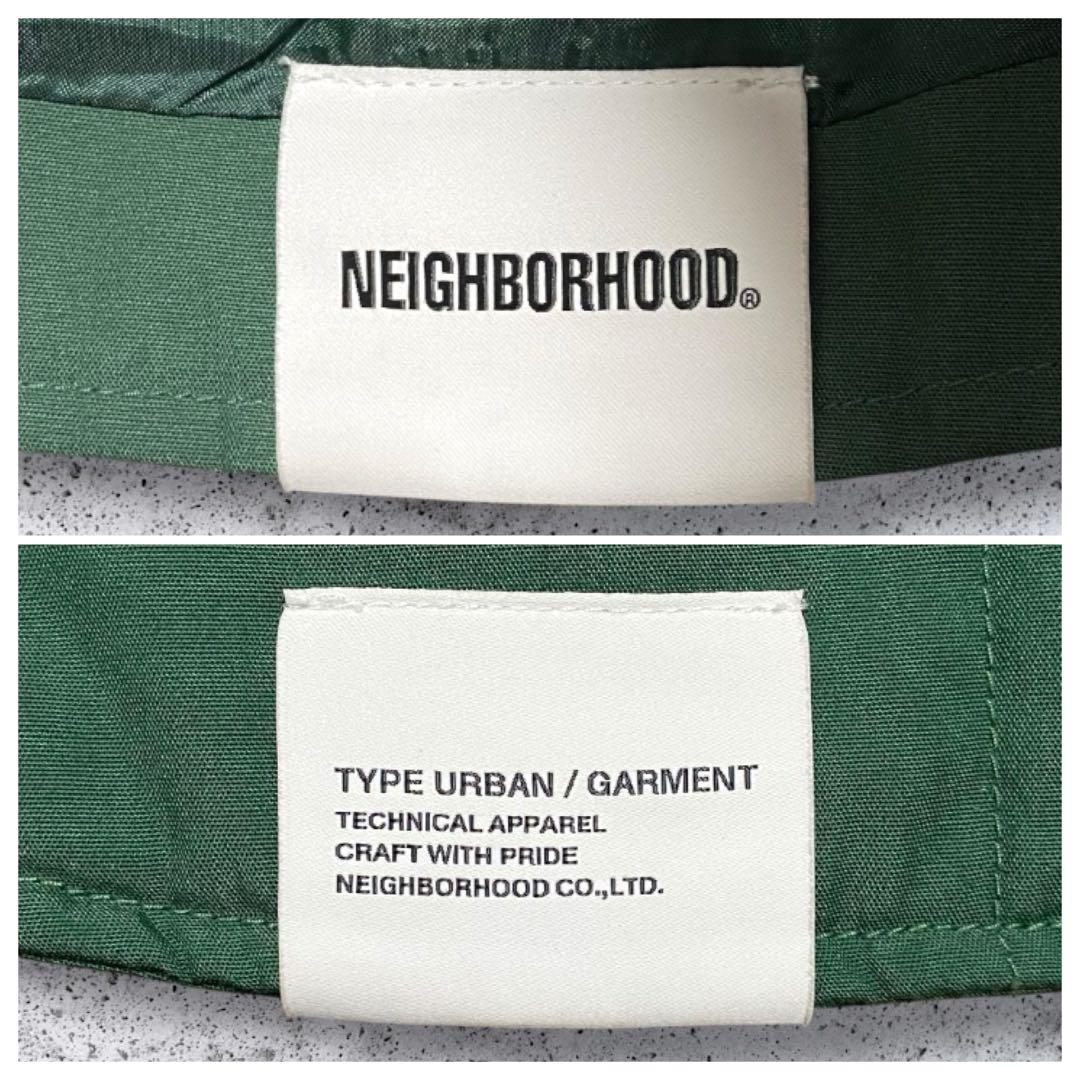 NEIGHBORHOOD®
TYPE URBAN / GARMENT
TECHNICAL APPAREL
CRAFT WITH PRIDE
NEIGHBORHOOD CO.,LTD.